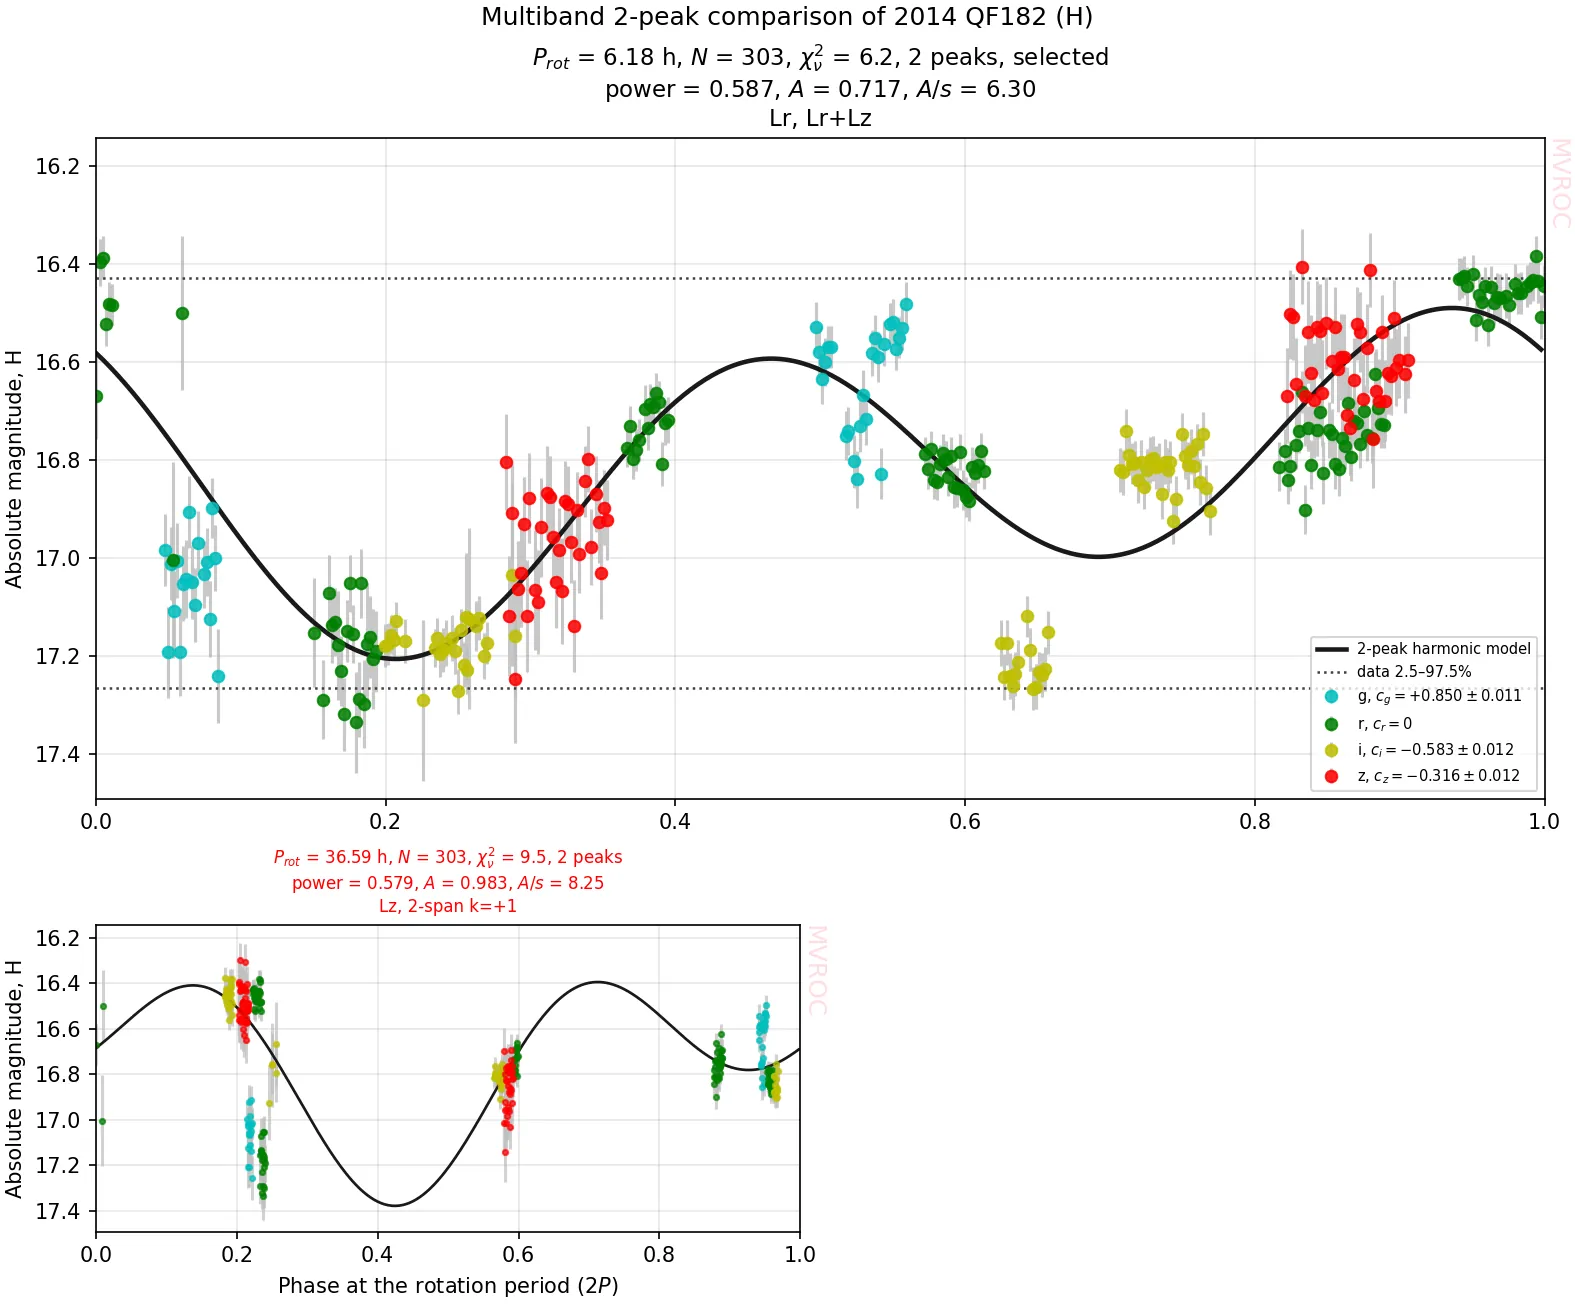 Multiband 2-peak comparison of 2014 QF182 (H)
P_rot = 6.18 h, N = 303, χ²_ν = 6.2, 2 peaks, selected
power = 0.587, A = 0.717, A/s = 6.30
Lr, Lr+Lz
MVROC
Absolute magnitude, H
16.2
16.4
16.6
16.8
17.0
17.2
17.4
2-peak harmonic model
data 2.5–97.5%
g, c_g = +0.850 ± 0.011
r, c_r = 0
i, c_i = −0.583 ± 0.012
z, c_z = −0.316 ± 0.012
0.0 0.2 0.4 0.6 0.8 1.0
P_rot = 36.59 h, N = 303, χ²_ν = 9.5, 2 peaks
power = 0.579, A = 0.983, A/s = 8.25
Lz, 2-span k=+1
MVROC
Absolute magnitude, H
16.2
16.4
16.6
16.8
17.0
17.2
17.4
0.0 0.2 0.4 0.6 0.8 1.0
Phase at the rotation period (2P)